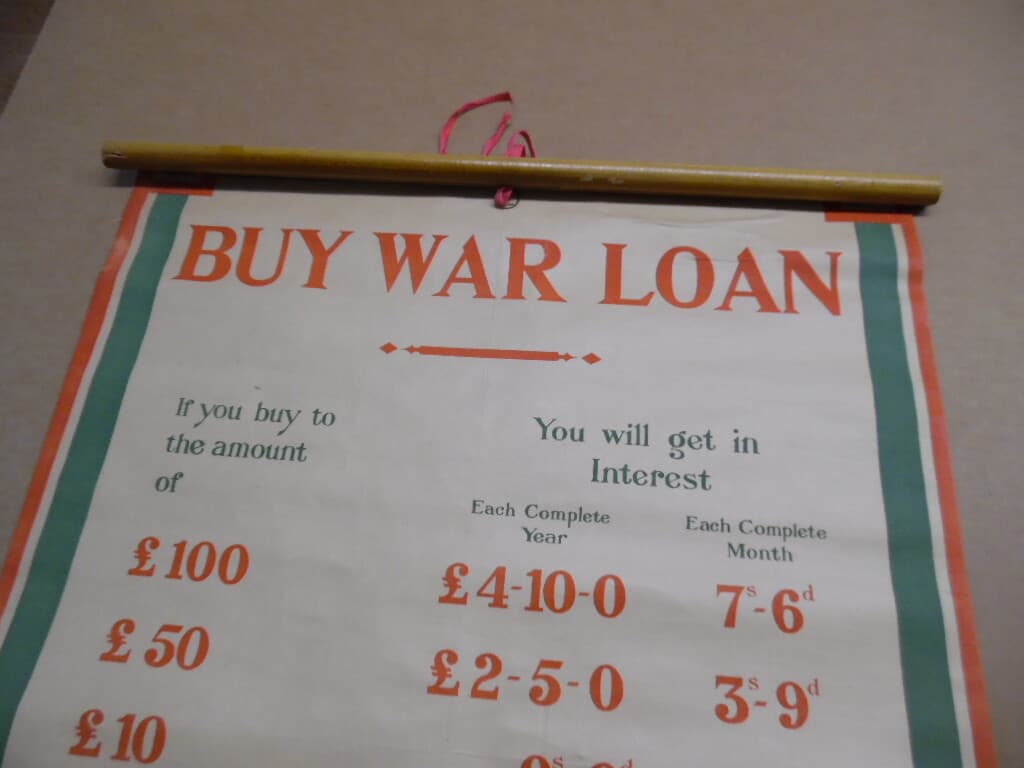 BUY WAR LOAN
If you buy to
the amount
of
You will get in
Interest
Each Complete
Year
Each Complete
Month
£100 £4-10-0 7s-6d
£50 £2-5-0 3s-9d
£10